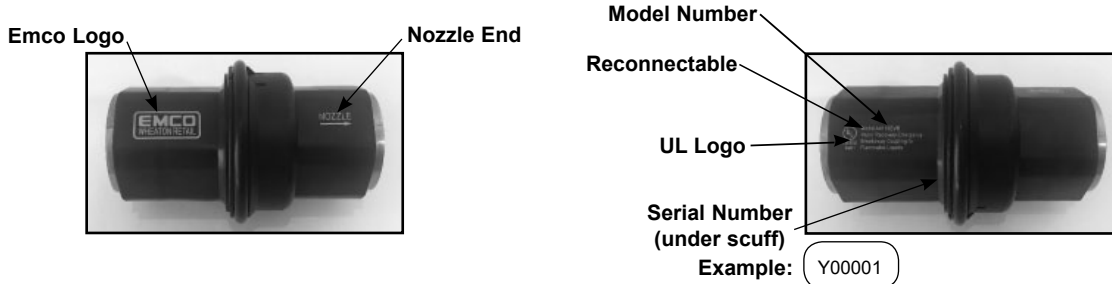 Emco Logo
Nozzle End
EMCO
WHEATON RETAIL
NOZZLE
Model Number
Reconnectable
UL Logo
Serial Number
(under scuff)
Example: Y00001